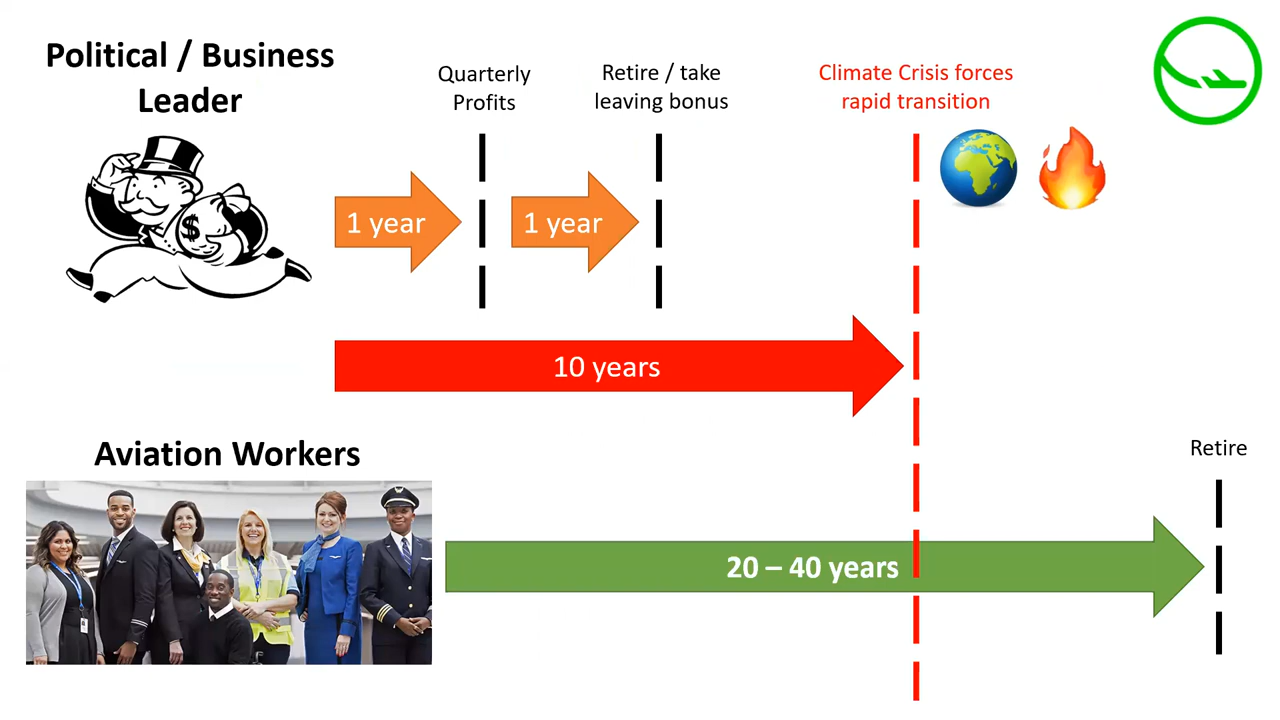 Political / Business
Leader
Quarterly
Profits
Retire / take
leaving bonus
Climate Crisis forces
rapid transition
$
1 year
1 year
10 years
Aviation Workers
Retire
20 – 40 years